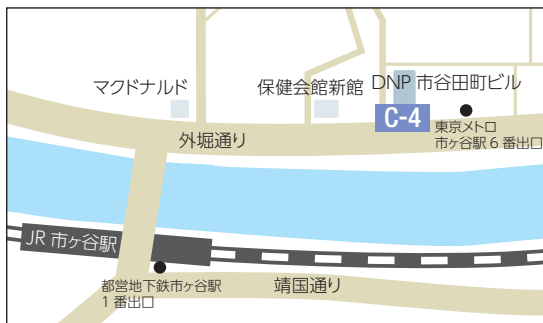 マクドナルド
保健会館新館
DNP 市谷田町ビル
C-4
東京メトロ
市ヶ谷駅 6 番出口
外堀通り
JR 市ヶ谷駅
都営地下鉄市ヶ谷駅
1 番出口
靖国通り